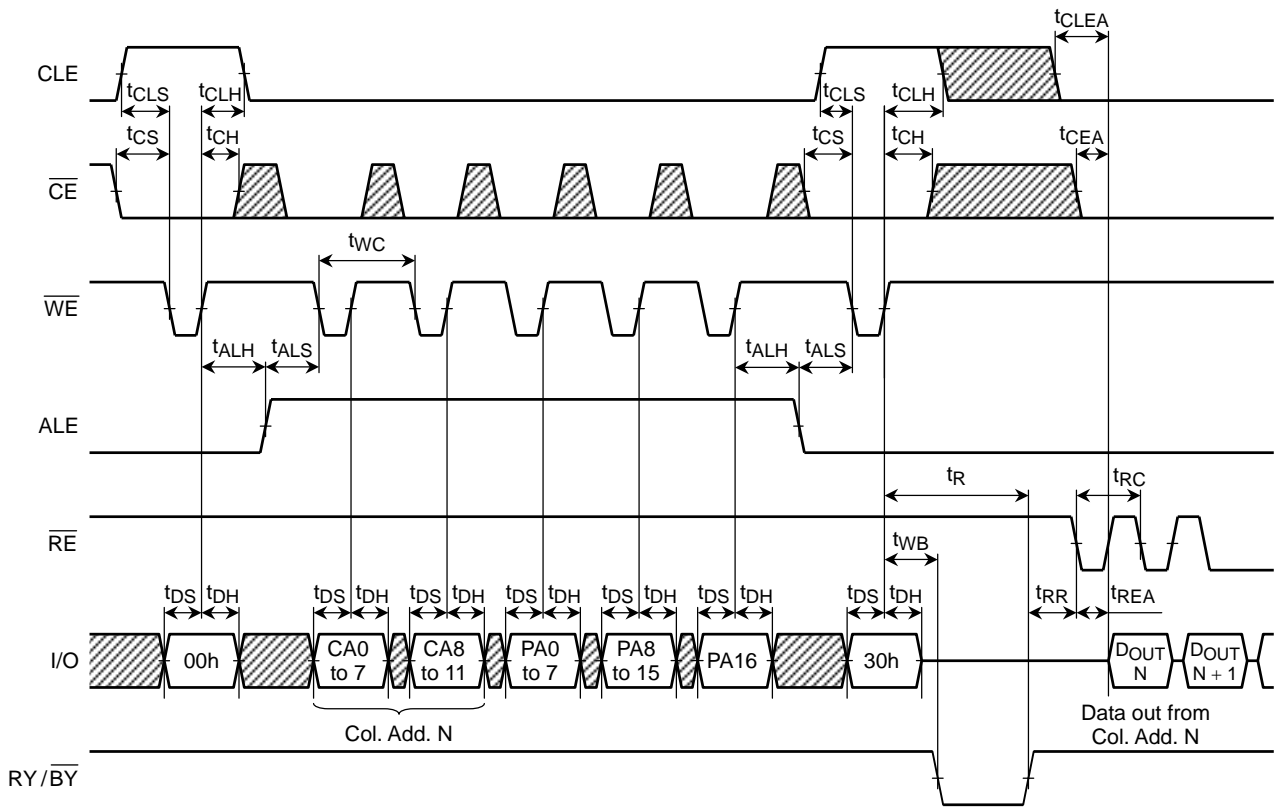 tCLEA
CLE
tCLS tCLH tCLS tCLH
tCS tCH tCS tCH tCEA
CE
tWC
WE
tALH tALS tALH tALS
ALE
tR tRC
RE
tWB
tDS tDH tDS tDH tDS tDH tDS tDH tDS tDH tDS tDH tDS tDH tRR tREA
I/O 00h CA0 to 7 CA8 to 11 PA0 to 7 PA8 to 15 PA16 30h DOUT N DOUT N + 1
Col. Add. N
Data out from
Col. Add. N
RY/BY